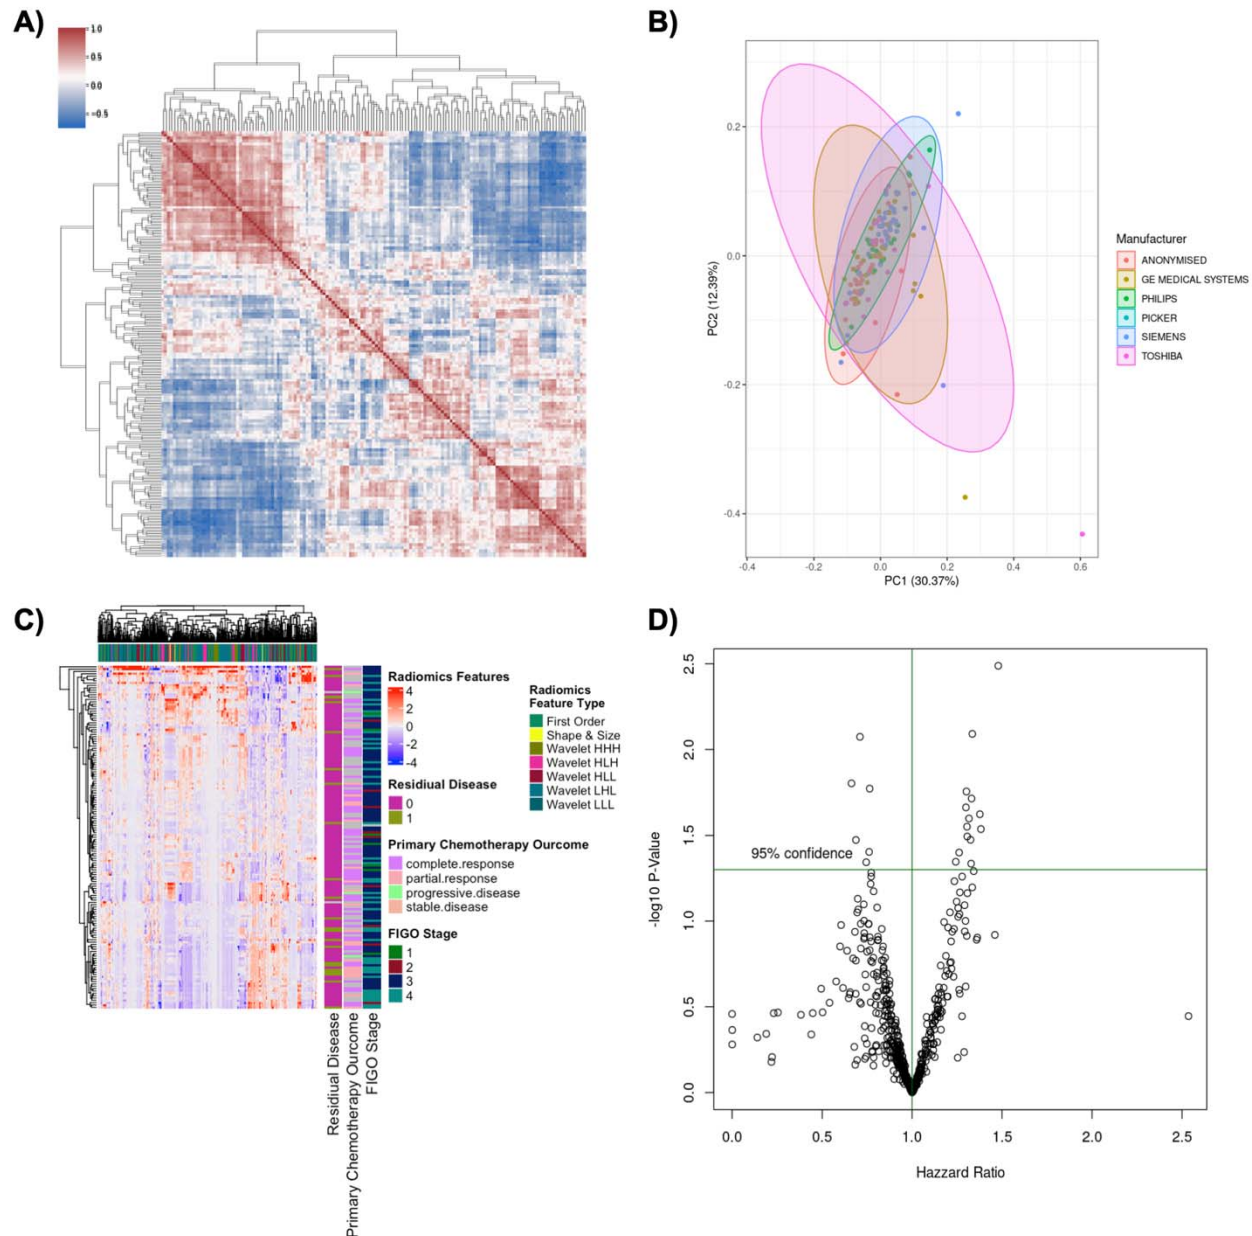 A)
1.0
0.5
0.0
-0.5
B)
0.2
0.0
-0.2
-0.4
PC2 (12.39%)
-0.4
-0.2
0.0
0.2
0.4
0.6
PC1 (30.37%)
Manufacturer
ANONYMISED
GE MEDICAL SYSTEMS
PHILIPS
PICKER
SIEMENS
TOSHIBA
C)
Radiomics Features
4
2
0
-2
-4
Residiual Disease
0
1
Primary Chemotherapy Ourcome
complete.response
partial.response
progressive.disease
stable.disease
FIGO Stage
1
2
3
4
Radiomics
Feature Type
First Order
Shape & Size
Wavelet HHH
Wavelet HLH
Wavelet HLL
Wavelet LHL
Wavelet LLL
Residiual Disease
Primary Chemotherapy Ourcome
FIGO Stage
D)
2.5
2.0
1.5
1.0
0.5
0.0
-log10 P-Value
95% confidence
0.0
0.5
1.0
1.5
2.0
2.5
Hazzard Ratio